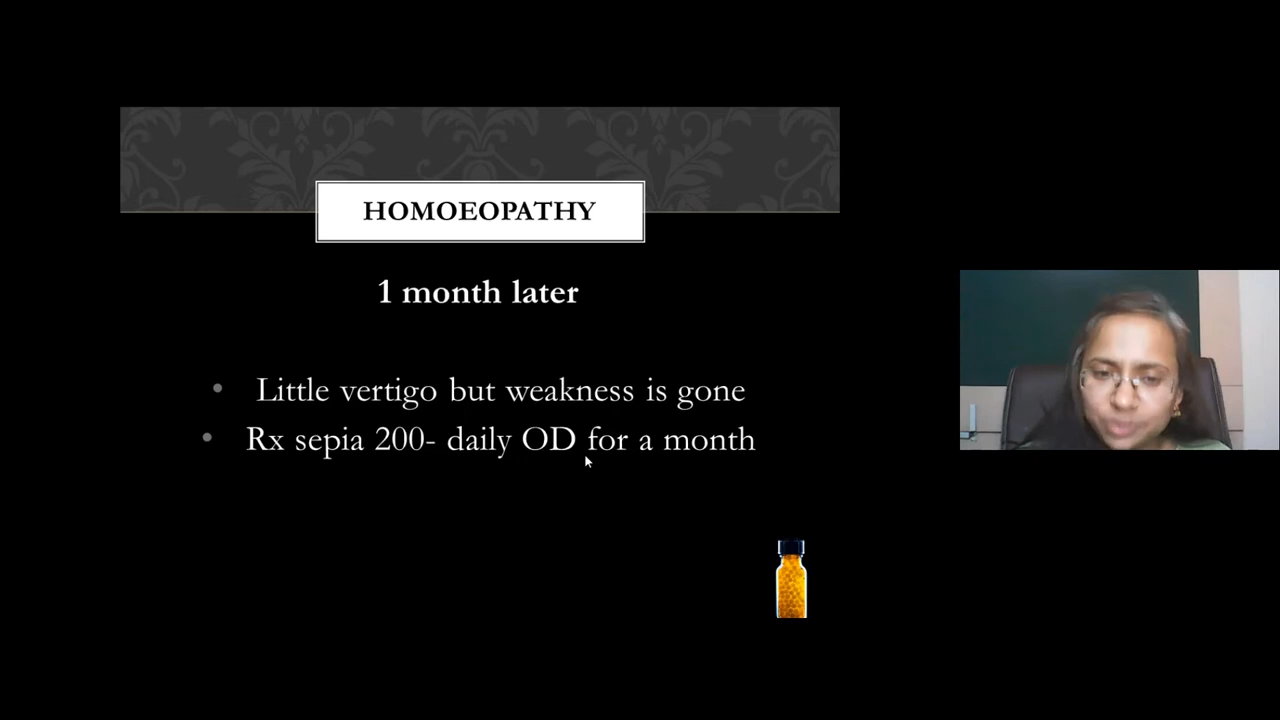 HOMOEOPATHY
1 month later
• Little vertigo but weakness is gone
• Rx sepia 200- daily OD for a month